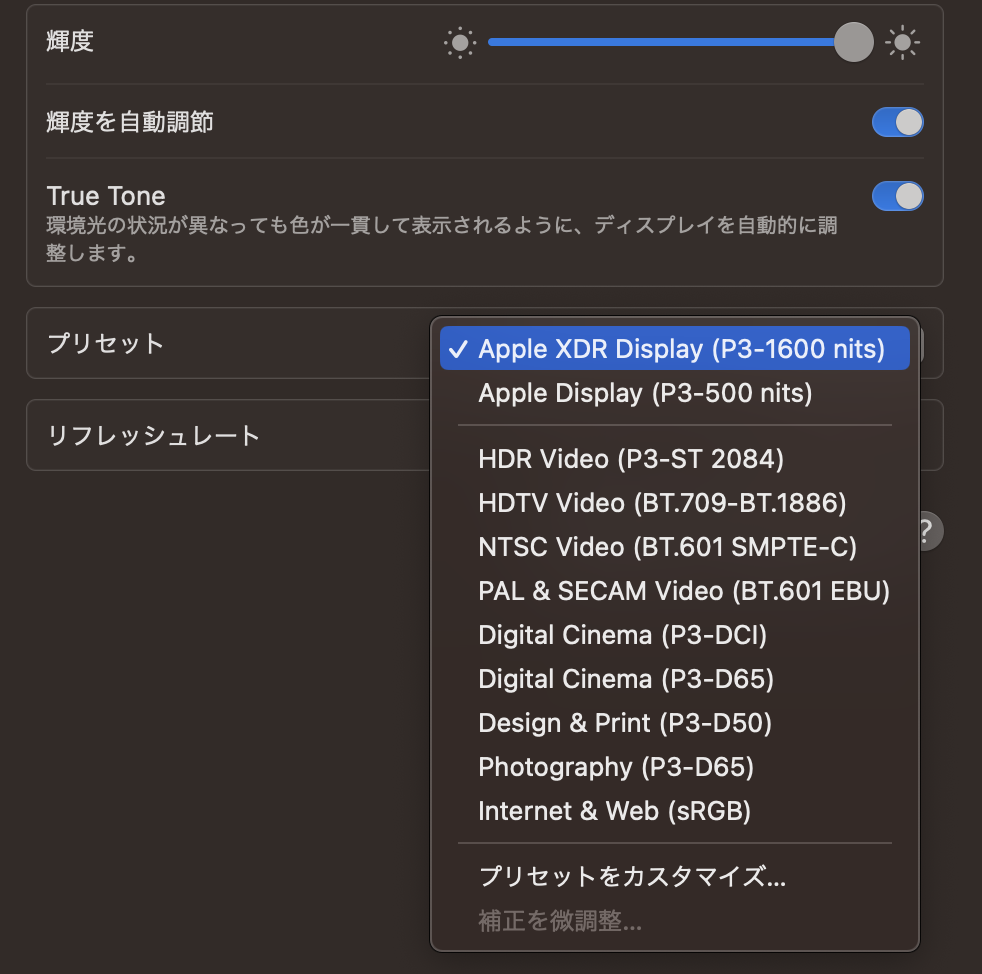 輝度
輝度を自動調節
True Tone
環境光の状況が異なっても色が一貫して表示されるように、ディスプレイを自動的に調
整します。
プリセット
✓ Apple XDR Display (P3-1600 nits)
Apple Display (P3-500 nits)
リフレッシュレート
HDR Video (P3-ST 2084)
HDTV Video (BT.709-BT.1886)
?
NTSC Video (BT.601 SMPTE-C)
PAL & SECAM Video (BT.601 EBU)
Digital Cinema (P3-DCI)
Digital Cinema (P3-D65)
Design & Print (P3-D50)
Photography (P3-D65)
Internet & Web (sRGB)
プリセットをカスタマイズ...
補正を微調整...